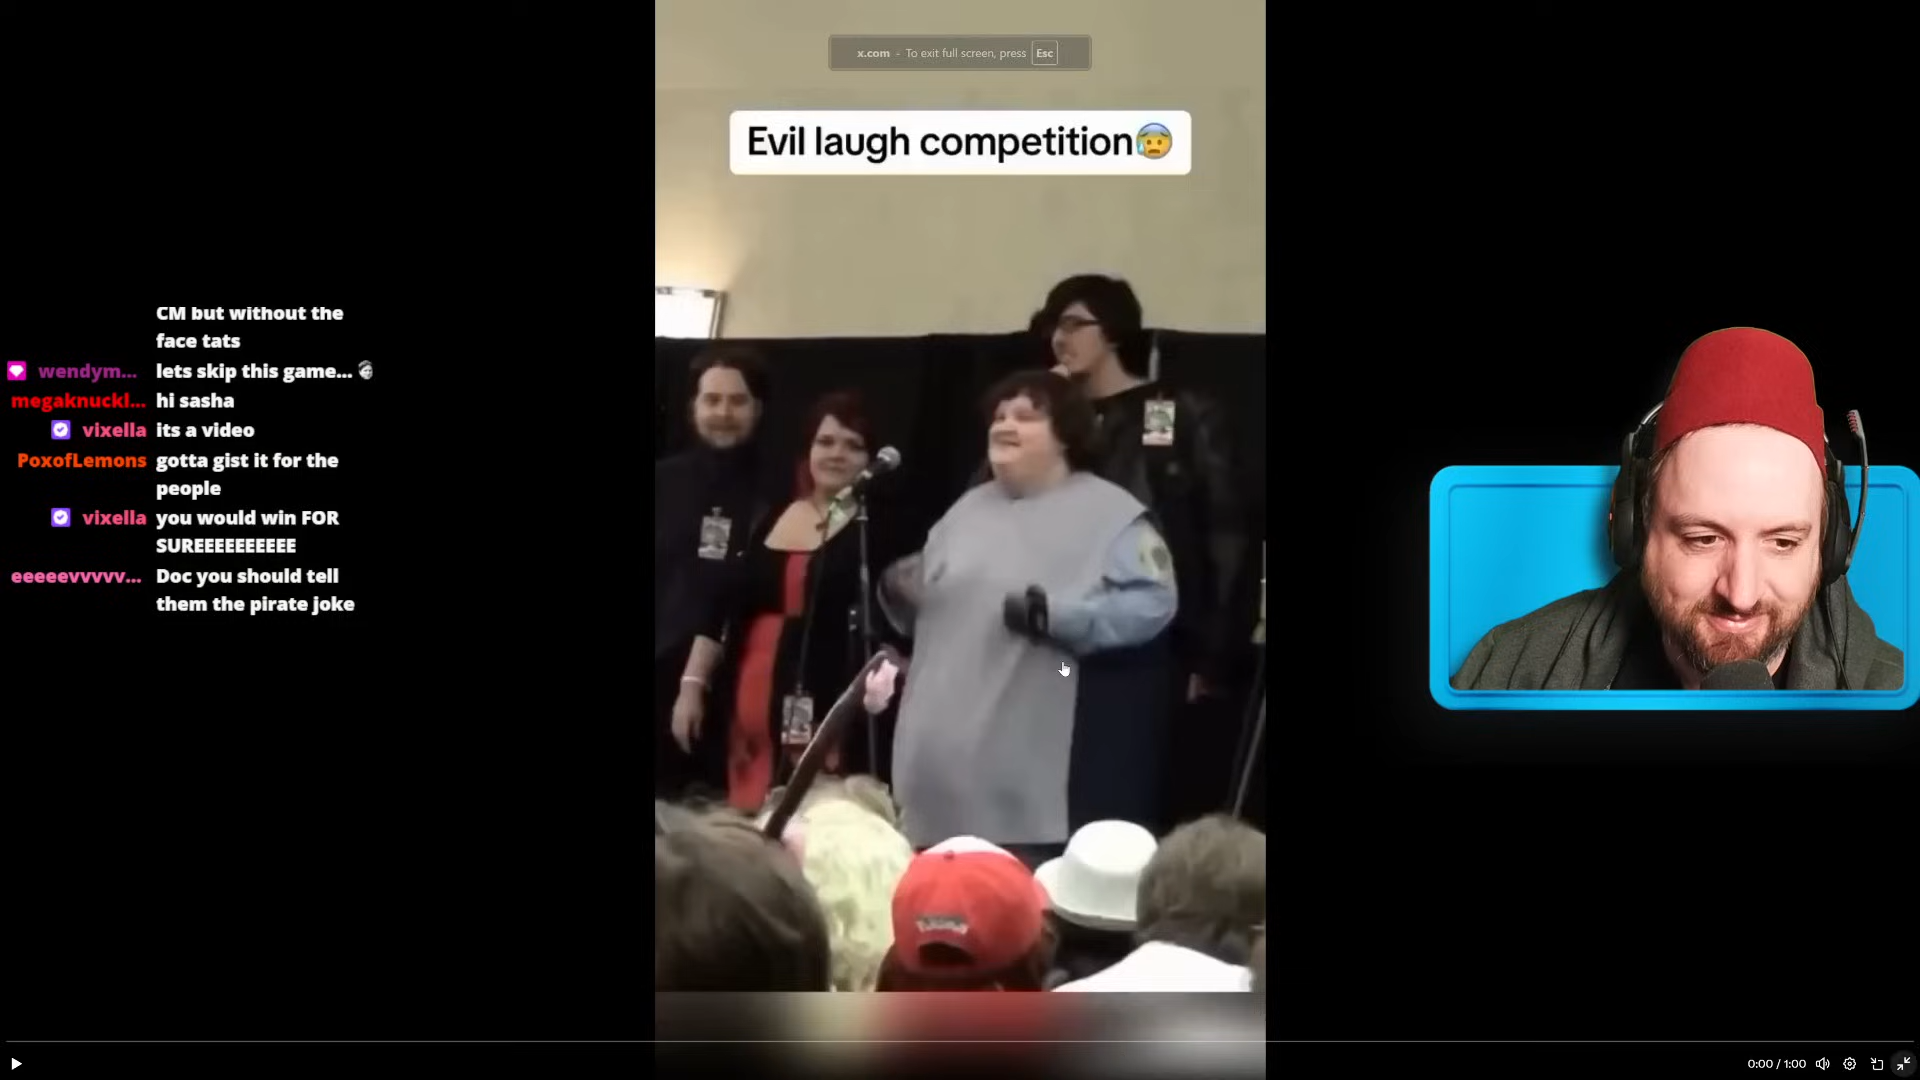 x.com - To exit full screen, press Esc
Evil laugh competition😰
CM but without the
face tats
wendym... lets skip this game...
megaknuckl... hi sasha
vixella its a video
PoxofLemons gotta gist it for the
people
vixella you would win FOR
SUREEEEEEEEEE
eeeeevvvvv... Doc you should tell
them the pirate joke
0:00 / 1:00